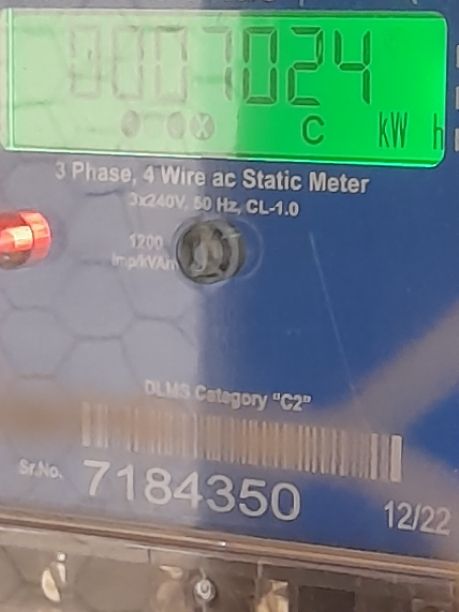 0007024
C kWh
3 Phase, 4 Wire ac Static Meter
3x240V, 50 Hz, CL-1.0
1200
Imp/kVAh
DLMS Category "C2"
Sr.No. 7184350
12/22